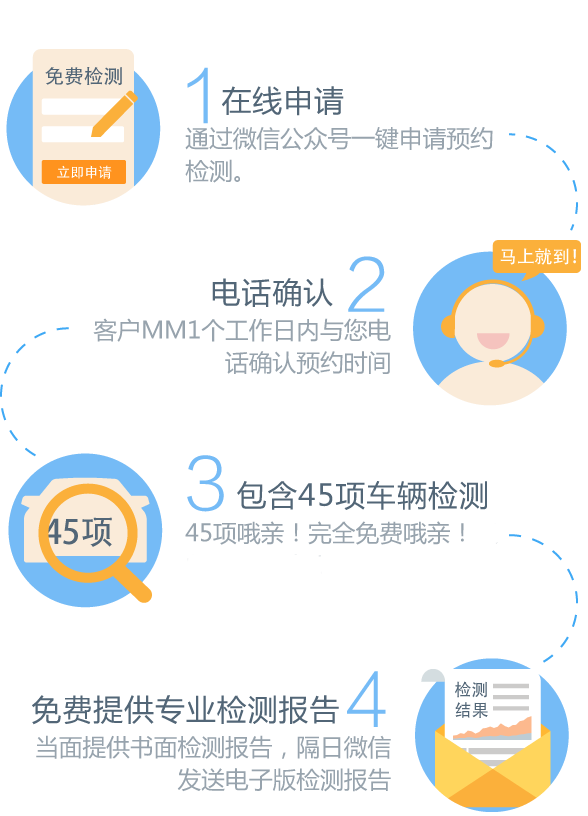 免费检测
立即申请
1 在线申请
通过微信公众号一键申请预约
检测。
马上就到!
电话确认 2
客户MM1个工作日内与您电
话确认预约时间
45项
3 包含45项车辆检测
45项哦亲！完全免费哦亲！
免费提供专业检测报告 4
当面提供书面检测报告，隔日微信
发送电子版检测报告
检测
结果